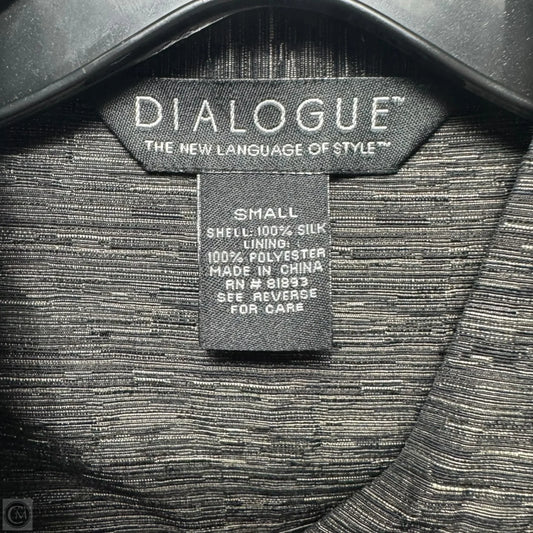 DIALOGUE™
THE NEW LANGUAGE OF STYLE™
SMALL
SHELL: 100% SILK
LINING:
100% POLYESTER
MADE IN CHINA
RN # 81893
SEE REVERSE
FOR CARE